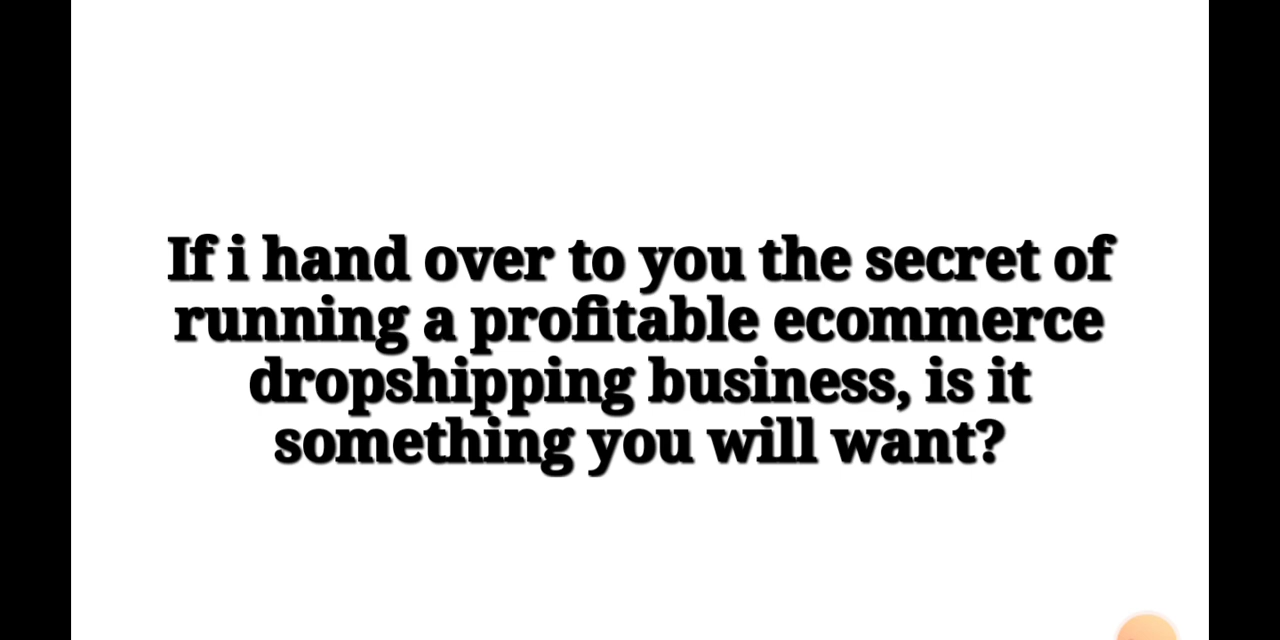 If i hand over to you the secret of
running a profitable ecommerce
dropshipping business, is it
something you will want?